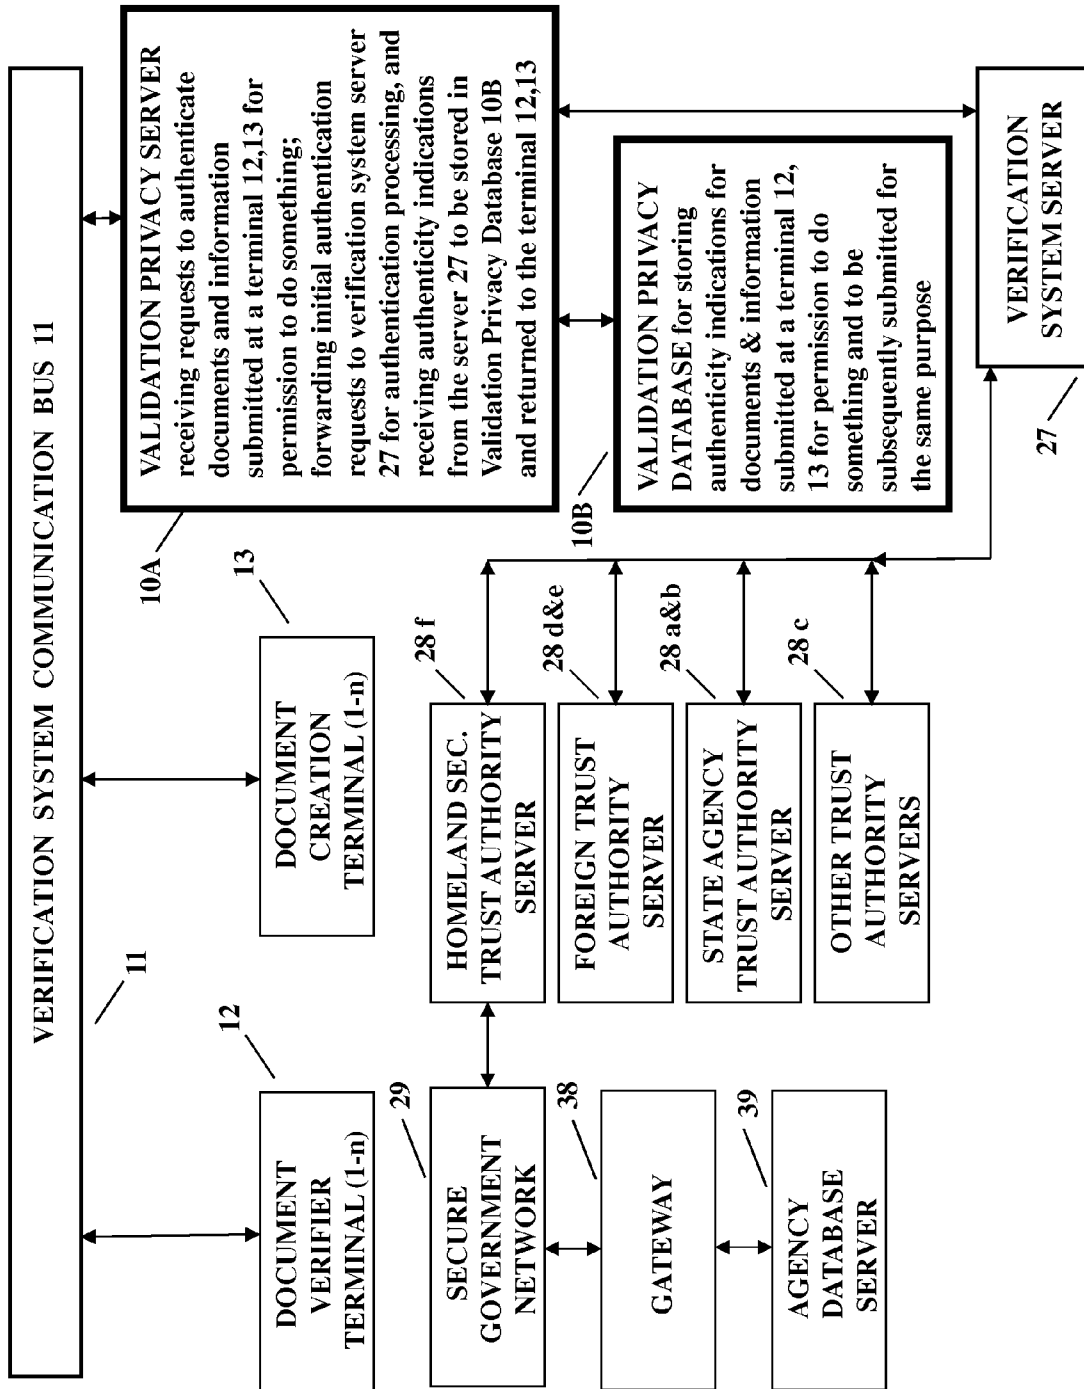 VERIFICATION SYSTEM COMMUNICATION BUS 11
11
12
DOCUMENT
VERIFIER
TERMINAL (1-n)
13
DOCUMENT
CREATION
TERMINAL (1-n)
10A
VALIDATION PRIVACY SERVER
receiving requests to authenticate
documents and information
submitted at a terminal 12,13 for
permission to do something;
forwarding initial authentication
requests to verification system server
27 for authentication processing, and
receiving authenticity indications
from the server 27 to be stored in
Validation Privacy Database 10B
and returned to the terminal 12,13
29
SECURE
GOVERNMENT
NETWORK
28 f
HOMELAND SEC.
TRUST AUTHORITY
SERVER
28 d&e
FOREIGN TRUST
AUTHORITY
SERVER
38
GATEWAY
28 a&b
STATE AGENCY
TRUST AUTHORITY
SERVER
39
AGENCY
DATABASE
SERVER
28 c
OTHER TRUST
AUTHORITY
SERVERS
10B
VALIDATION PRIVACY
DATABASE for storing
authenticity indications for
documents & information
submitted at a terminal 12,
13 for permission to do
something and to be
subsequently submitted for
the same purpose
VERIFICATION
SYSTEM SERVER
27